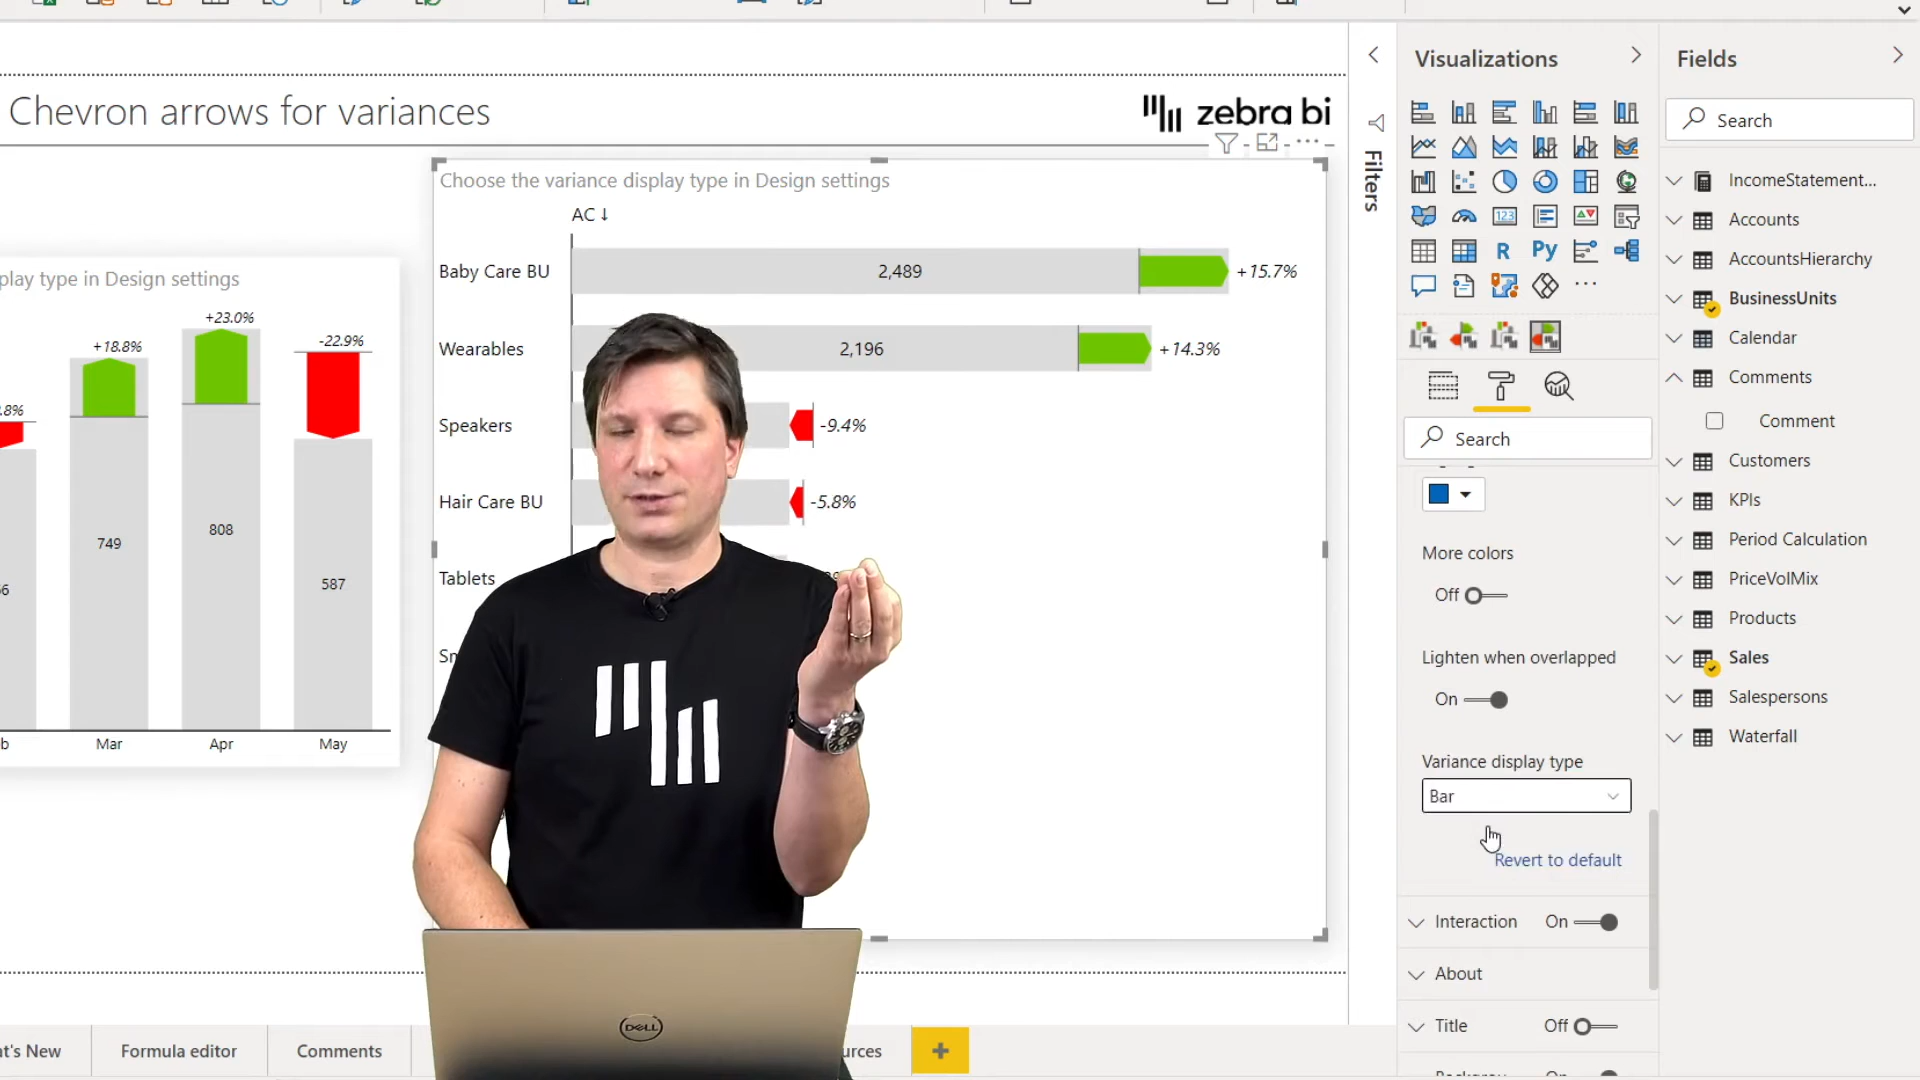 Chevron arrows for variances
zebra bi
Choose the variance display type in Design settings
AC ↓
Baby Care BU
2,489
+15.7%
Wearables
2,196
+14.3%
Speakers
-9.4%
Hair Care BU
-5.8%
Tablets
play type in Design settings
+23.0%
+18.8%
-22.9%
.8%
749
808
587
Mar
Apr
May
Filters
Visualizations
123
R
Py
Search
More colors
Off
Lighten when overlapped
On
Variance display type
Bar
Revert to default
Interaction
On
About
Title
Off
Fields
Search
IncomeStatement...
Accounts
AccountsHierarchy
BusinessUnits
Calendar
Comments
Comment
Customers
KPIs
Period Calculation
PriceVolMix
Products
Sales
Salespersons
Waterfall
DELL
at's New
Formula editor
Comments
urces
+